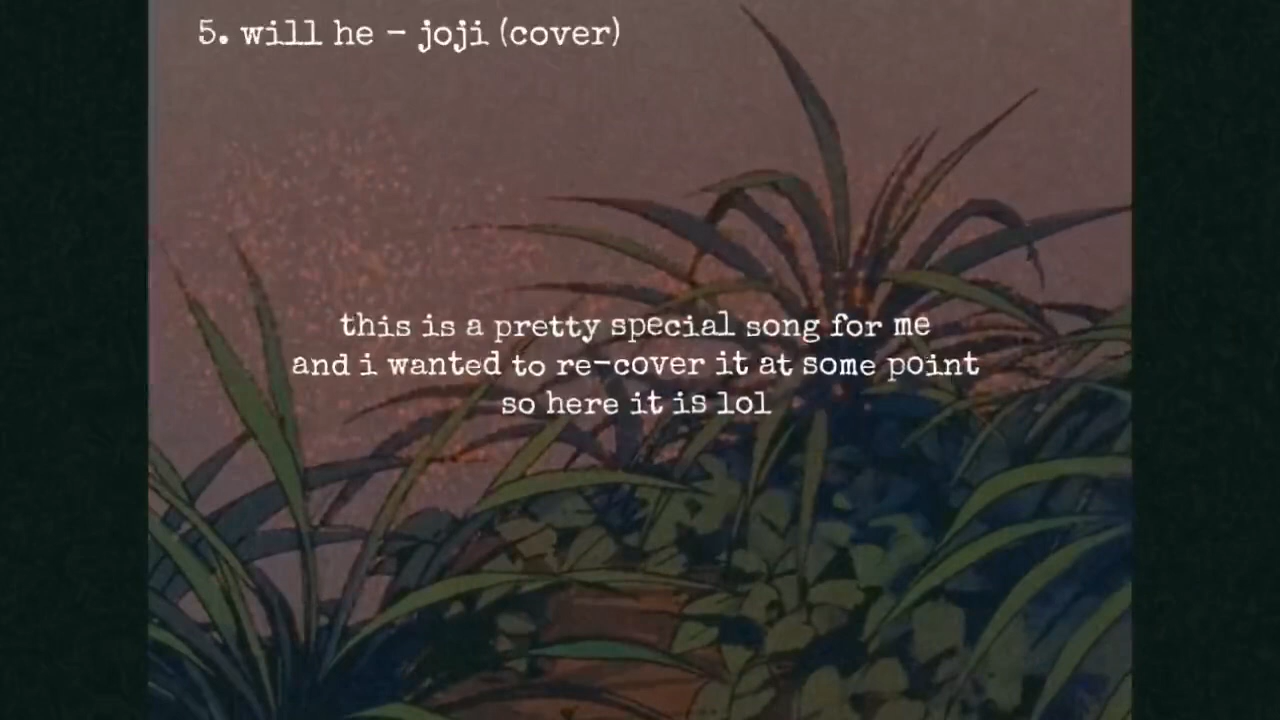 5. will he - joji (cover)
this is a pretty special song for me
and i wanted to re-cover it at some point
so here it is lol